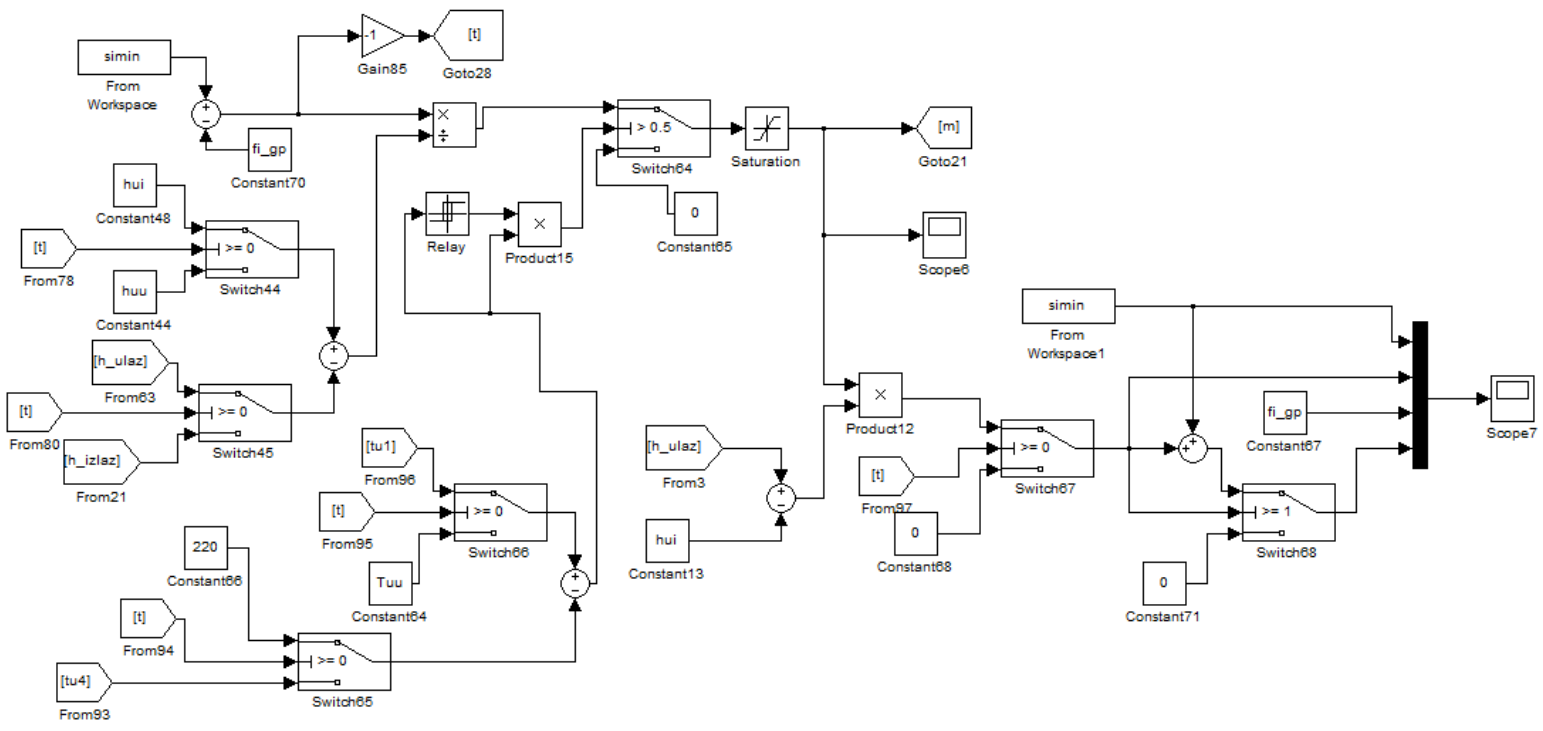 simin
From
Workspace
-1
Gain85
[t]
Goto28
+
−
fi_gp
Constant70
×
÷
> 0.5
Switch64
Saturation
[m]
Goto21
hui
Constant48
[t]
From78
>= 0
Switch44
huu
Constant44
Relay
×
Product15
0
Constant65
Scope6
+
−
[h_ulaz]
From63
[t]
From80
>= 0
Switch45
[h_izlaz]
From21
[tu1]
From96
[t]
From95
>= 0
Switch66
Tuu
Constant64
220
Constant66
+
−
[t]
From94
>= 0
Switch65
[tu4]
From93
[h_ulaz]
From3
+
−
hui
Constant13
×
Product12
[t]
From97
>= 0
Switch67
0
Constant68
simin
From
Workspace1
+
+
fi_gp
Constant67
>= 1
Switch68
0
Constant71
Scope7